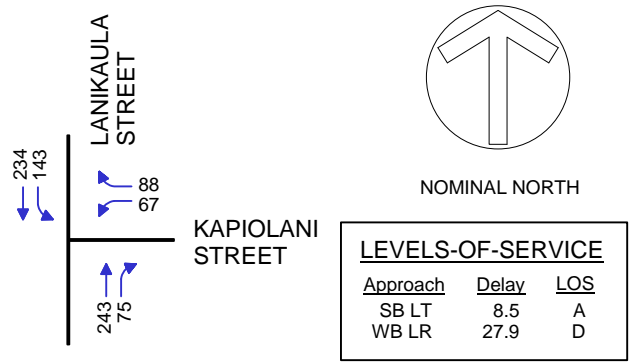 LANIKAULA
STREET
234
143
88
67
KAPIOLANI
STREET
243
75
NOMINAL NORTH
LEVELS-OF-SERVICE
Approach Delay LOS
SB LT 8.5 A
WB LR 27.9 D